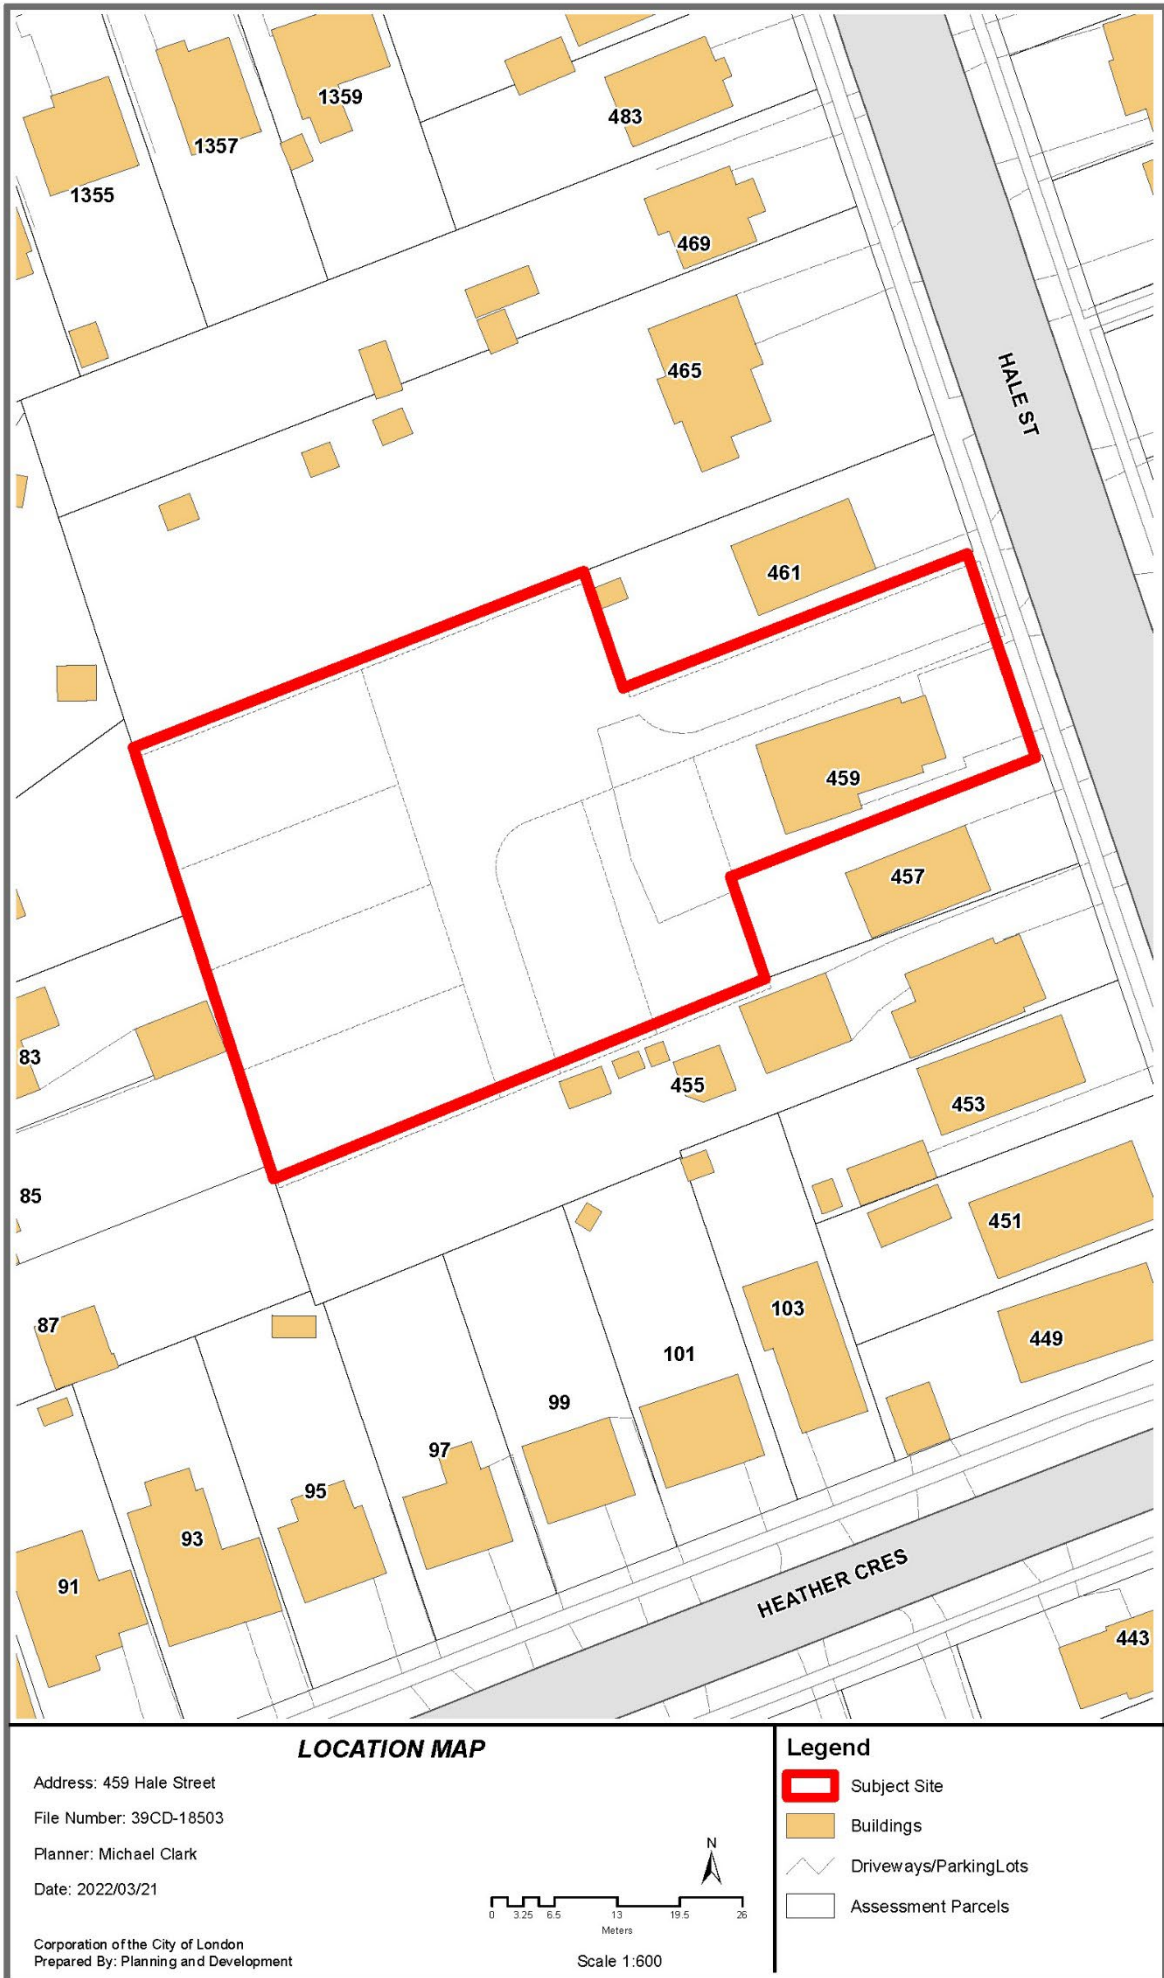 1359
483
1357
1355
469
HALE ST
465
461
459
457
83
455
453
85
451
103
87
449
101
99
97
95
93
91
HEATHER CRES
443
LOCATION MAP
Address: 459 Hale Street
File Number: 39CD-18503
Planner: Michael Clark
Date: 2022/03/21
Corporation of the City of London
Prepared By: Planning and Development
N
0 3.25 6.5 13 19.5 26
Meters
Scale 1:600
Legend
Subject Site
Buildings
Driveways/ParkingLots
Assessment Parcels